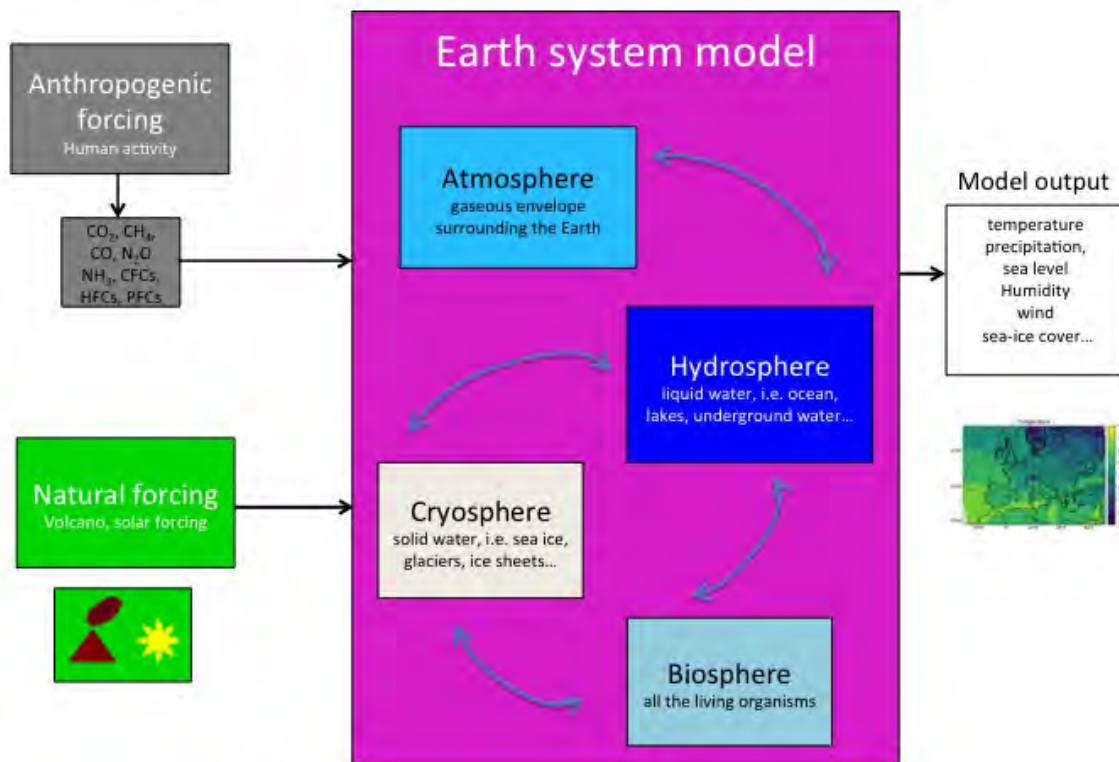 Earth system model
Anthropogenic
forcing
Human activity
CO₂, CH₄,
CO, N₂O
NH₃, CFCs,
HFCs, PFCs
Natural forcing
Volcano, solar forcing
Atmosphere
gaseous envelope
surrounding the Earth
Hydrosphere
liquid water, i.e. ocean,
lakes, underground water…
Cryosphere
solid water, i.e. sea ice,
glaciers, ice sheets…
Biosphere
all the living organisms
Model output
temperature
precipitation,
sea level
Humidity
wind
sea-ice cover…